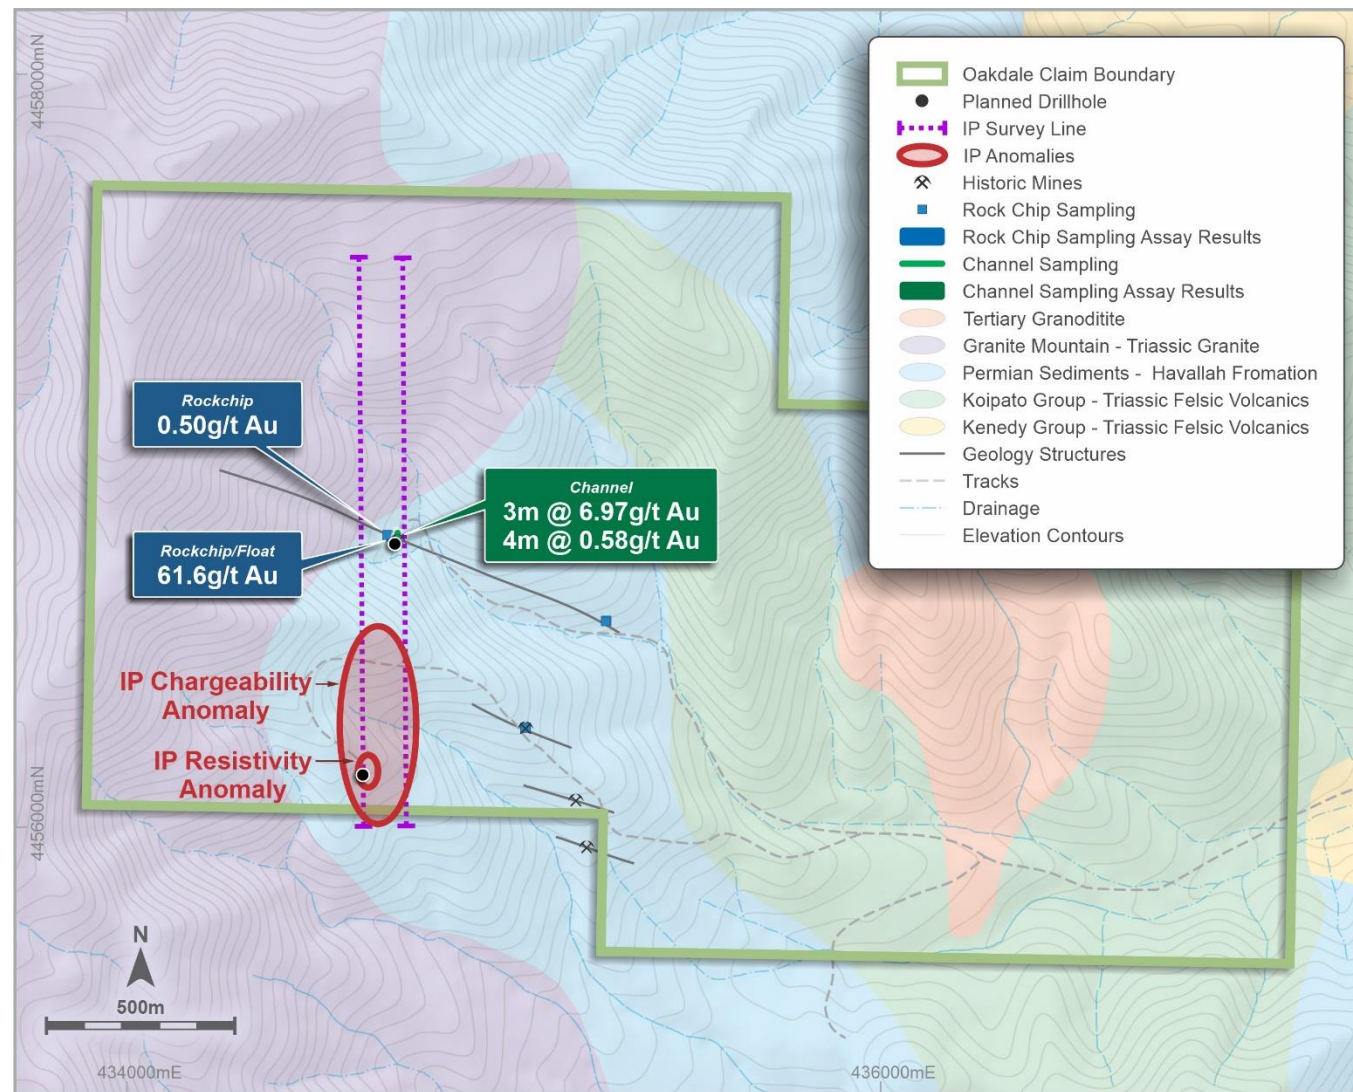 4458000mN
Oakdale Claim Boundary
Planned Drillhole
IP Survey Line
IP Anomalies
Historic Mines
Rock Chip Sampling
Rock Chip Sampling Assay Results
Channel Sampling
Channel Sampling Assay Results
Tertiary Granoditite
Granite Mountain - Triassic Granite
Permian Sediments - Havallah Fromation
Koipato Group - Triassic Felsic Volcanics
Kenedy Group - Triassic Felsic Volcanics
Geology Structures
Tracks
Drainage
Elevation Contours
Rockchip
0.50g/t Au
Channel
3m @ 6.97g/t Au
4m @ 0.58g/t Au
Rockchip/Float
61.6g/t Au
IP Chargeability
Anomaly
IP Resistivity
Anomaly
4456000mN
N
500m
434000mE
436000mE